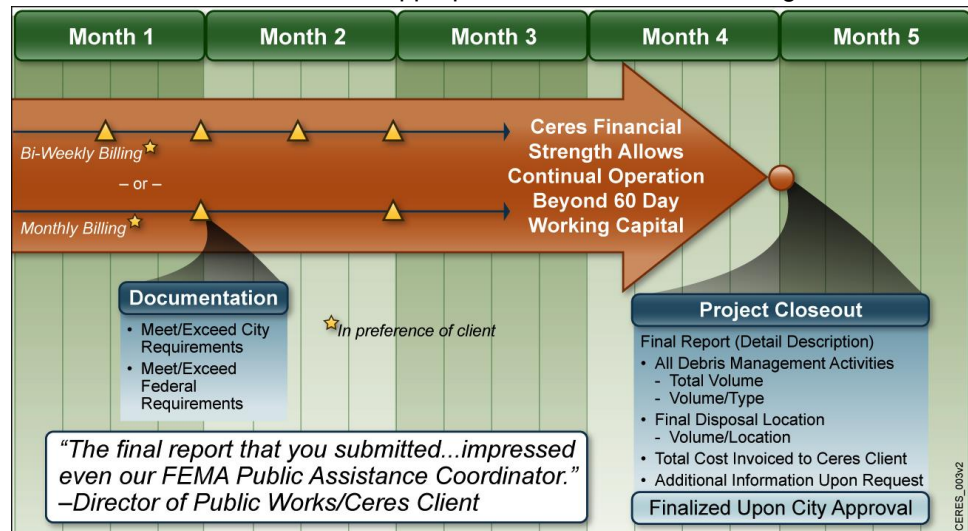 Month 1
Month 2
Month 3
Month 4
Month 5
Bi-Weekly Billing
– or –
Monthly Billing
Ceres Financial
Strength Allows
Continual Operation
Beyond 60 Day
Working Capital
Documentation
• Meet/Exceed City
Requirements
• Meet/Exceed
Federal
Requirements
In preference of client
Project Closeout
Final Report (Detail Description)
• All Debris Management Activities
- Total Volume
- Volume/Type
• Final Disposal Location
- Volume/Location
• Total Cost Invoiced to Ceres Client
• Additional Information Upon Request
Finalized Upon City Approval
“The final report that you submitted...impressed
even our FEMA Public Assistance Coordinator.”
–Director of Public Works/Ceres Client
CERES_003v2